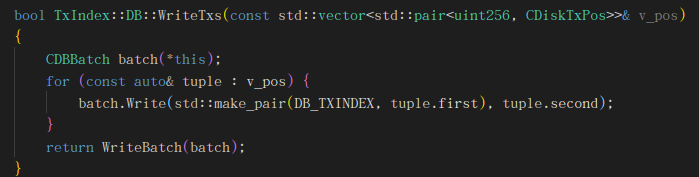 bool TxIndex::DB::WriteTxs(const std::vector<std::pair<uint256, CDiskTxPos>>& v_pos)
{
    CDBBatch batch(*this);
    for (const auto& tuple : v_pos) {
        batch.Write(std::make_pair(DB_TXINDEX, tuple.first), tuple.second);
    }
    return WriteBatch(batch);
}